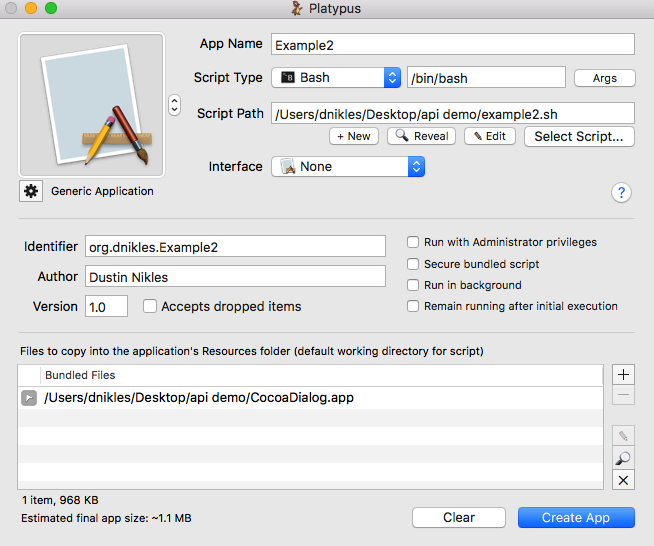 Platypus
App Name Example2
Script Type Bash /bin/bash Args
Script Path /Users/dnikles/Desktop/api demo/example2.sh
+ New Reveal Edit Select Script...
Interface None
Generic Application ?
Identifier org.dnikles.Example2
Run with Administrator privileges
Author Dustin Nikles
Secure bundled script
Run in background
Version 1.0 Accepts dropped items
Remain running after initial execution
Files to copy into the application's Resources folder (default working directory for script)
Bundled Files
/Users/dnikles/Desktop/api demo/CocoaDialog.app
1 item, 968 KB
Estimated final app size: ~1.1 MB
Clear Create App